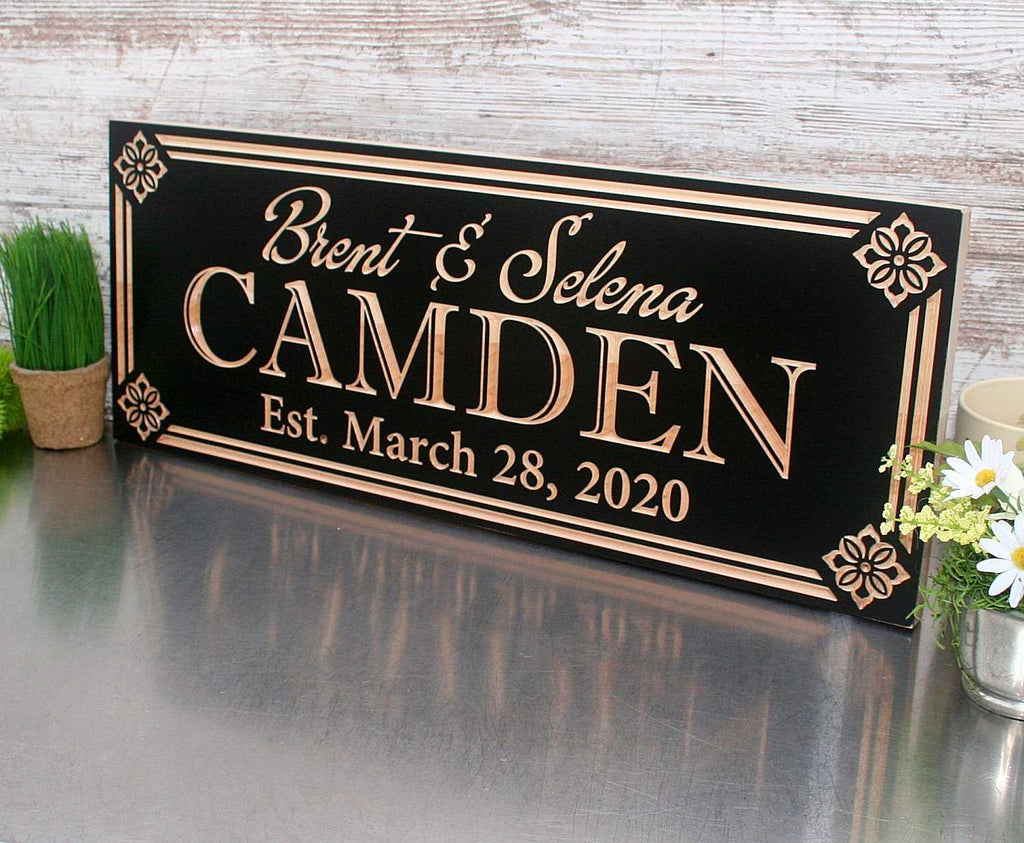 Brent & Selena
CAMDEN
Est. March 28, 2020